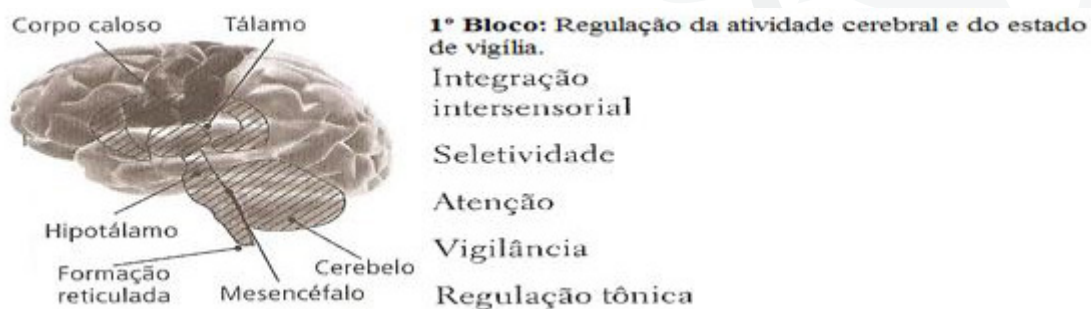 Corpo caloso
Tálamo
Hipotálamo
Formação
reticulada
Mesencéfalo
Cerebelo
1º Bloco: Regulação da atividade cerebral e do estado
de vigília.
Integração
intersensorial
Seletividade
Atenção
Vigilância
Regulação tônica